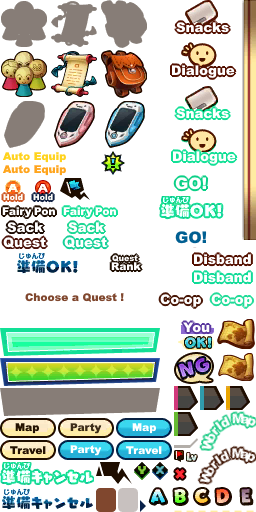 Snacks
Dialogue
Snacks
Dialogue
Auto Equip
Auto Equip
!
GO!
A
Hold
A
Hold
じゅんび
準備OK!
Fairy Pon
Fairy Pon
Sack
Quest
Sack
Quest
GO!
じゅんび
準備OK!
Quest
Rank
Disband
Disband
Choose a Quest !
Co-op
Co-op
You
OK!
NG
Map
Party
Map
Travel
Party
Travel
World Map
World Map
Lv
じゅんび
準備キャンセル
Y
X
じゅんび
準備キャンセル
A
B
C
D
E